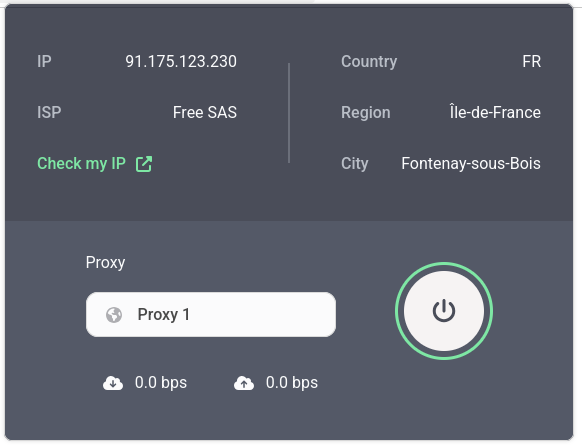 IP 91.175.123.230
Country FR
ISP Free SAS
Region Île-de-France
Check my IP
City Fontenay-sous-Bois
Proxy
Proxy 1
0.0 bps 0.0 bps